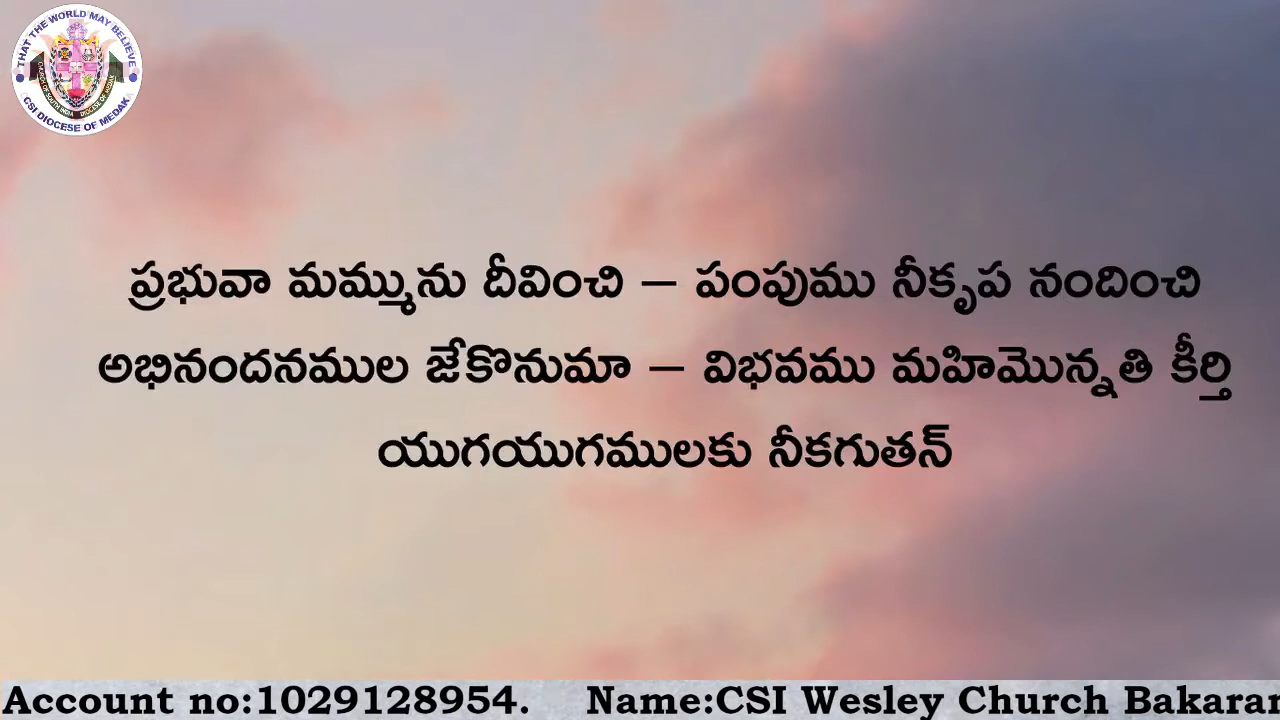 THAT THE WORLD MAY BELIEVE
CSI DIOCESE OF MEDAK
ప్రభువా మమ్మును దీవించి – పంపుము నీకృప నందించి
అభినందనముల జేకొనుమా – విభవము మహిమొన్నతి కీర్తి
యుగయుగములకు నీకగుతన్
Account no:1029128954. Name:CSI Wesley Church Bakaran